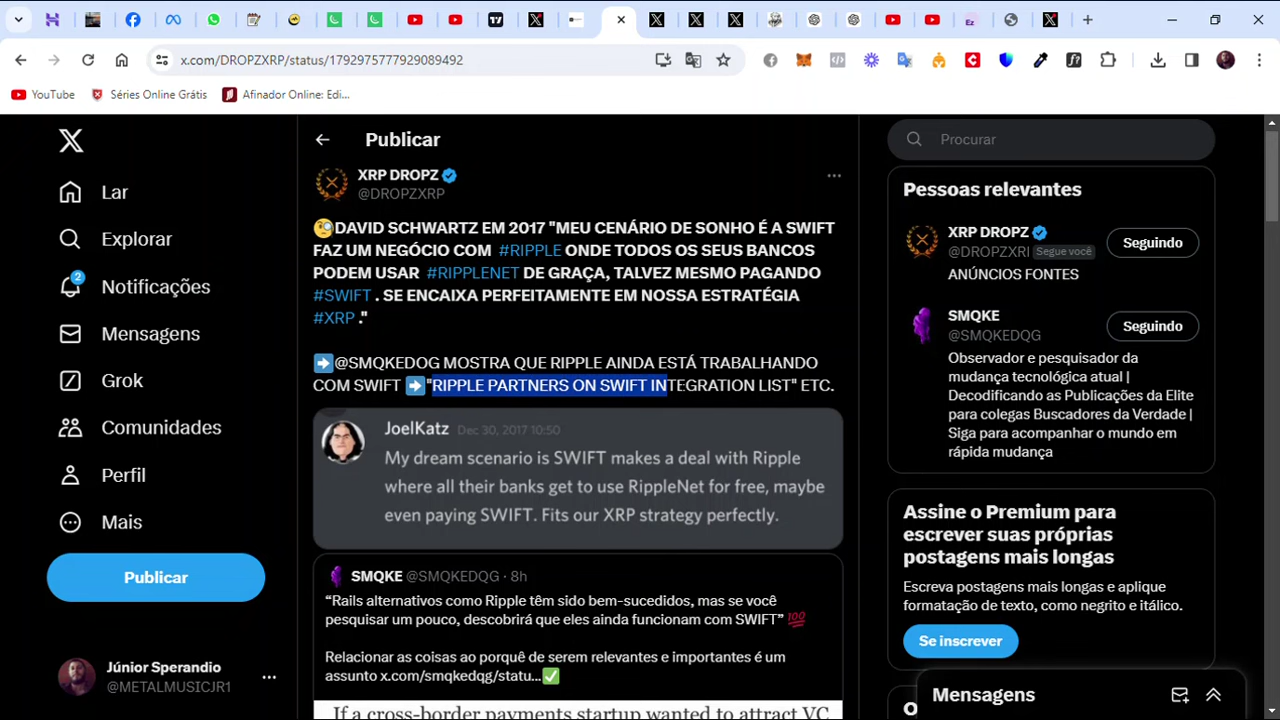 x.com/DROPZXRP/status/1792975777929089492
YouTube
Séries Online Grátis
Afinador Online: Edi...
Lar
Explorar
2
Notificações
Mensagens
Grok
Comunidades
Perfil
Mais
Publicar
Júnior Sperandio
@METALMUSICJR1
Publicar
XRP DROPZ
@DROPZXRP
DAVID SCHWARTZ EM 2017 "MEU CENÁRIO DE SONHO É A SWIFT
FAZ UM NEGÓCIO COM #RIPPLE ONDE TODOS OS SEUS BANCOS
PODEM USAR #RIPPLENET DE GRAÇA, TALVEZ MESMO PAGANDO
#SWIFT . SE ENCAIXA PERFEITAMENTE EM NOSSA ESTRATÉGIA
#XRP ."
@SMQKEDOG MOSTRA QUE RIPPLE AINDA ESTÁ TRABALHANDO
COM SWIFT "RIPPLE PARTNERS ON SWIFT INTEGRATION LIST" ETC.
JoelKatz Dec 30, 2017 10:50
My dream scenario is SWIFT makes a deal with Ripple
where all their banks get to use RippleNet for free, maybe
even paying SWIFT. Fits our XRP strategy perfectly.
SMQKE @SMQKEDQG · 8h
“Rails alternativos como Ripple têm sido bem-sucedidos, mas se você
pesquisar um pouco, descobrirá que eles ainda funcionam com SWIFT” 100
Relacionar as coisas ao porquê de serem relevantes e importantes é um
assunto x.com/smqkedqg/statu...
If a cross-border payments startup wanted to attract VC
Procurar
Pessoas relevantes
XRP DROPZ
@DROPZXRI Segue você
Seguindo
ANÚNCIOS FONTES
SMQKE
@SMQKEDQG
Seguindo
Observador e pesquisador da
mudança tecnológica atual |
Decodificando as Publicações da Elite
para colegas Buscadores da Verdade |
Siga para acompanhar o mundo em
rápida mudança
Assine o Premium para
escrever suas próprias
postagens mais longas
Escreva postagens mais longas e aplique
formatação de texto, como negrito e itálico.
Se inscrever
Mensagens